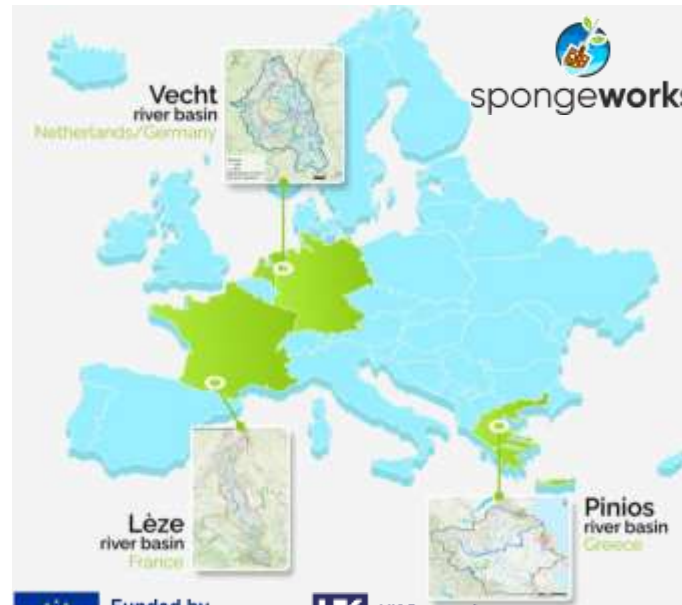 spongeworks
Vecht
river basin
Netherlands/Germany
Lèze
river basin
France
Pinios
river basin
Greece
Funded by